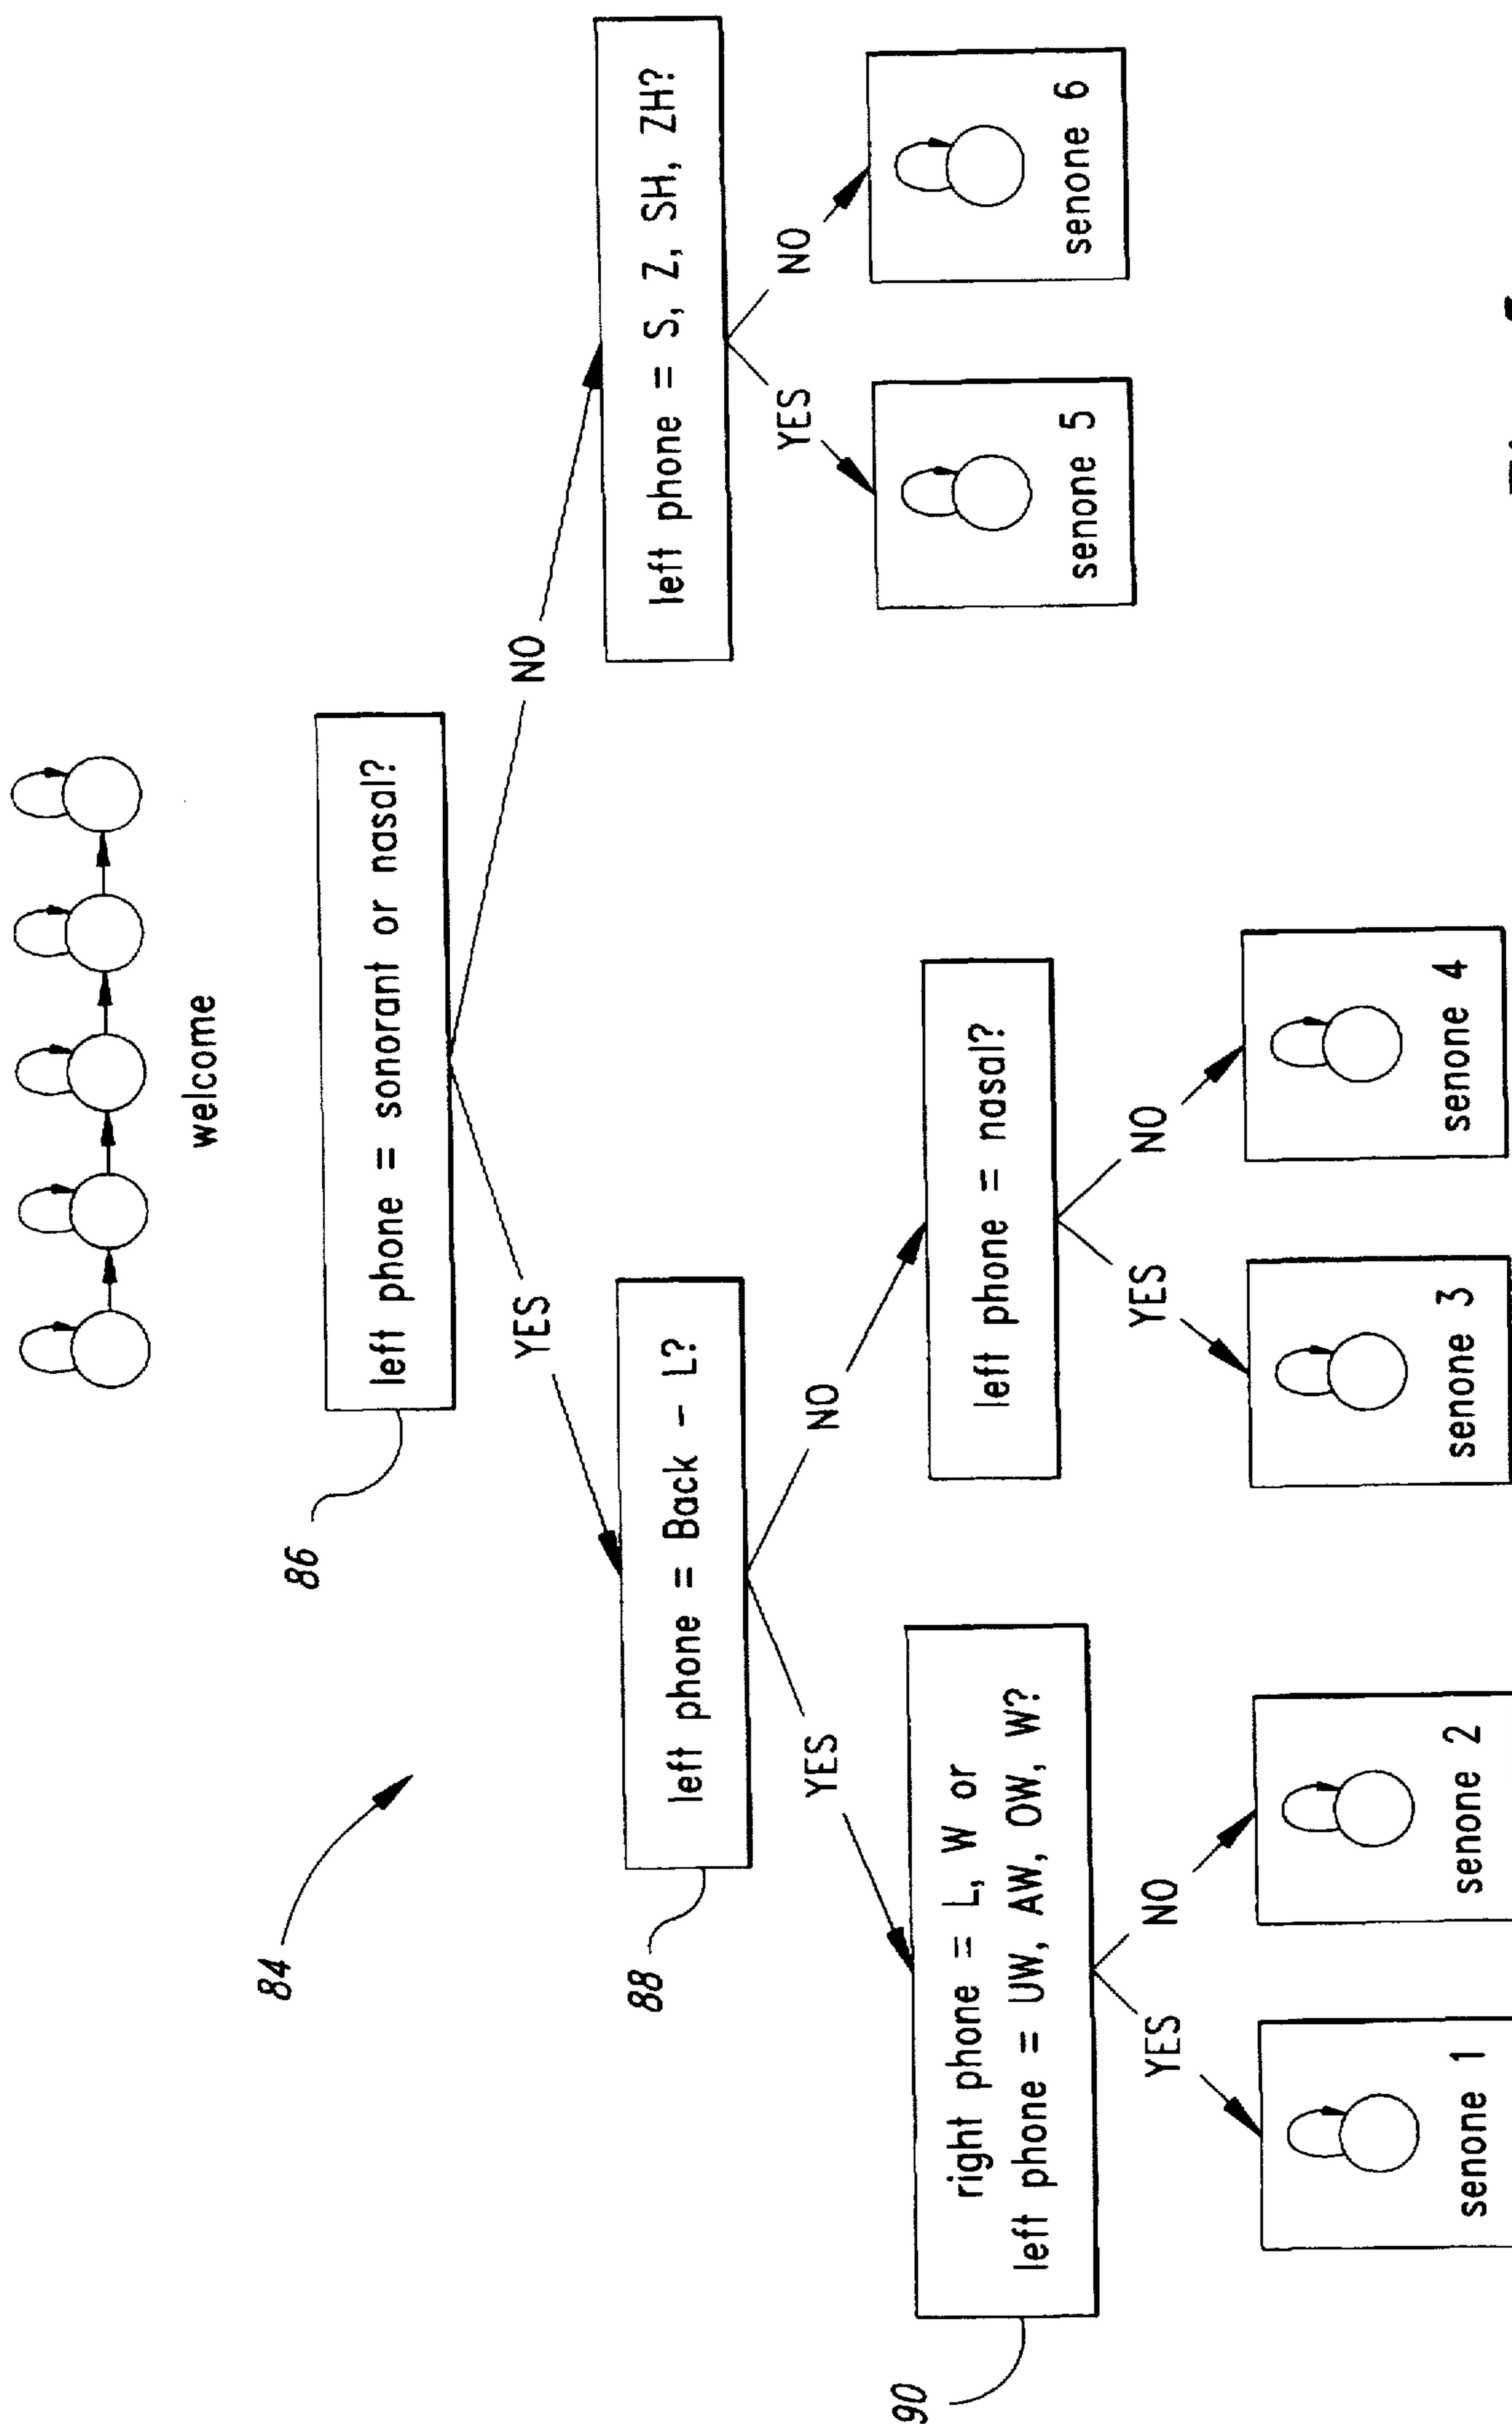 welcome
84
86
left phone = sonorant or nasal?
YES
NO
88
left phone = Back - L?
left phone = S, Z, SH, ZH?
YES
NO
YES
NO
90
right phone = L, W or
left phone = UW, AW, OW, W?
left phone = nasal?
senone 5
senone 6
YES
NO
YES
NO
senone 1
senone 2
senone 3
senone 4